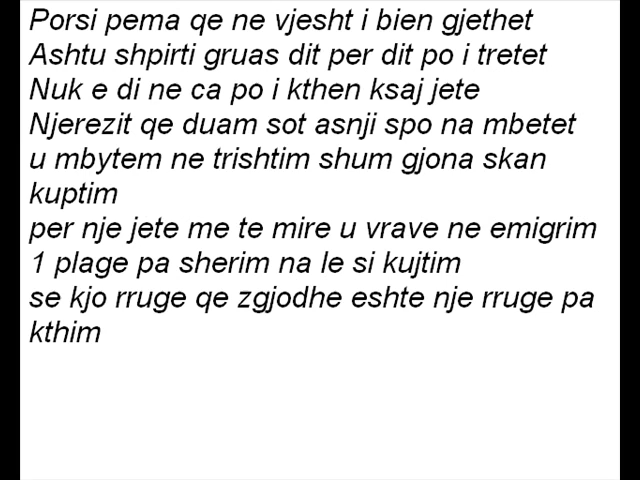 Porsi pema qe ne vjesht i bien gjethet
Ashtu shpirti gruas dit per dit po i tretet
Nuk e di ne ca po i kthen ksaj jete
Njerezit qe duam sot asnji spo na mbetet
u mbytem ne trishtim shum gjona skan
kuptim
per nje jete me te mire u vrave ne emigrim
1 plage pa sherim na le si kujtim
se kjo rruge qe zgjodhe eshte nje rruge pa
kthim